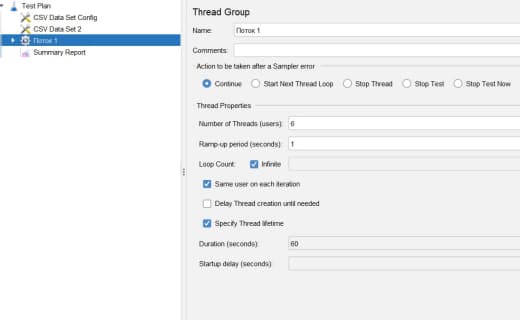 Test Plan
CSV Data Set Config
CSV Data Set 2
Поток 1
Summary Report
Thread Group
Name: Поток 1
Comments:
Action to be taken after a Sampler error
Continue Start Next Thread Loop Stop Thread Stop Test Stop Test Now
Thread Properties
Number of Threads (users): 6
Ramp-up period (seconds): 1
Loop Count: Infinite
Same user on each iteration
Delay Thread creation until needed
Specify Thread lifetime
Duration (seconds): 60
Startup delay (seconds):